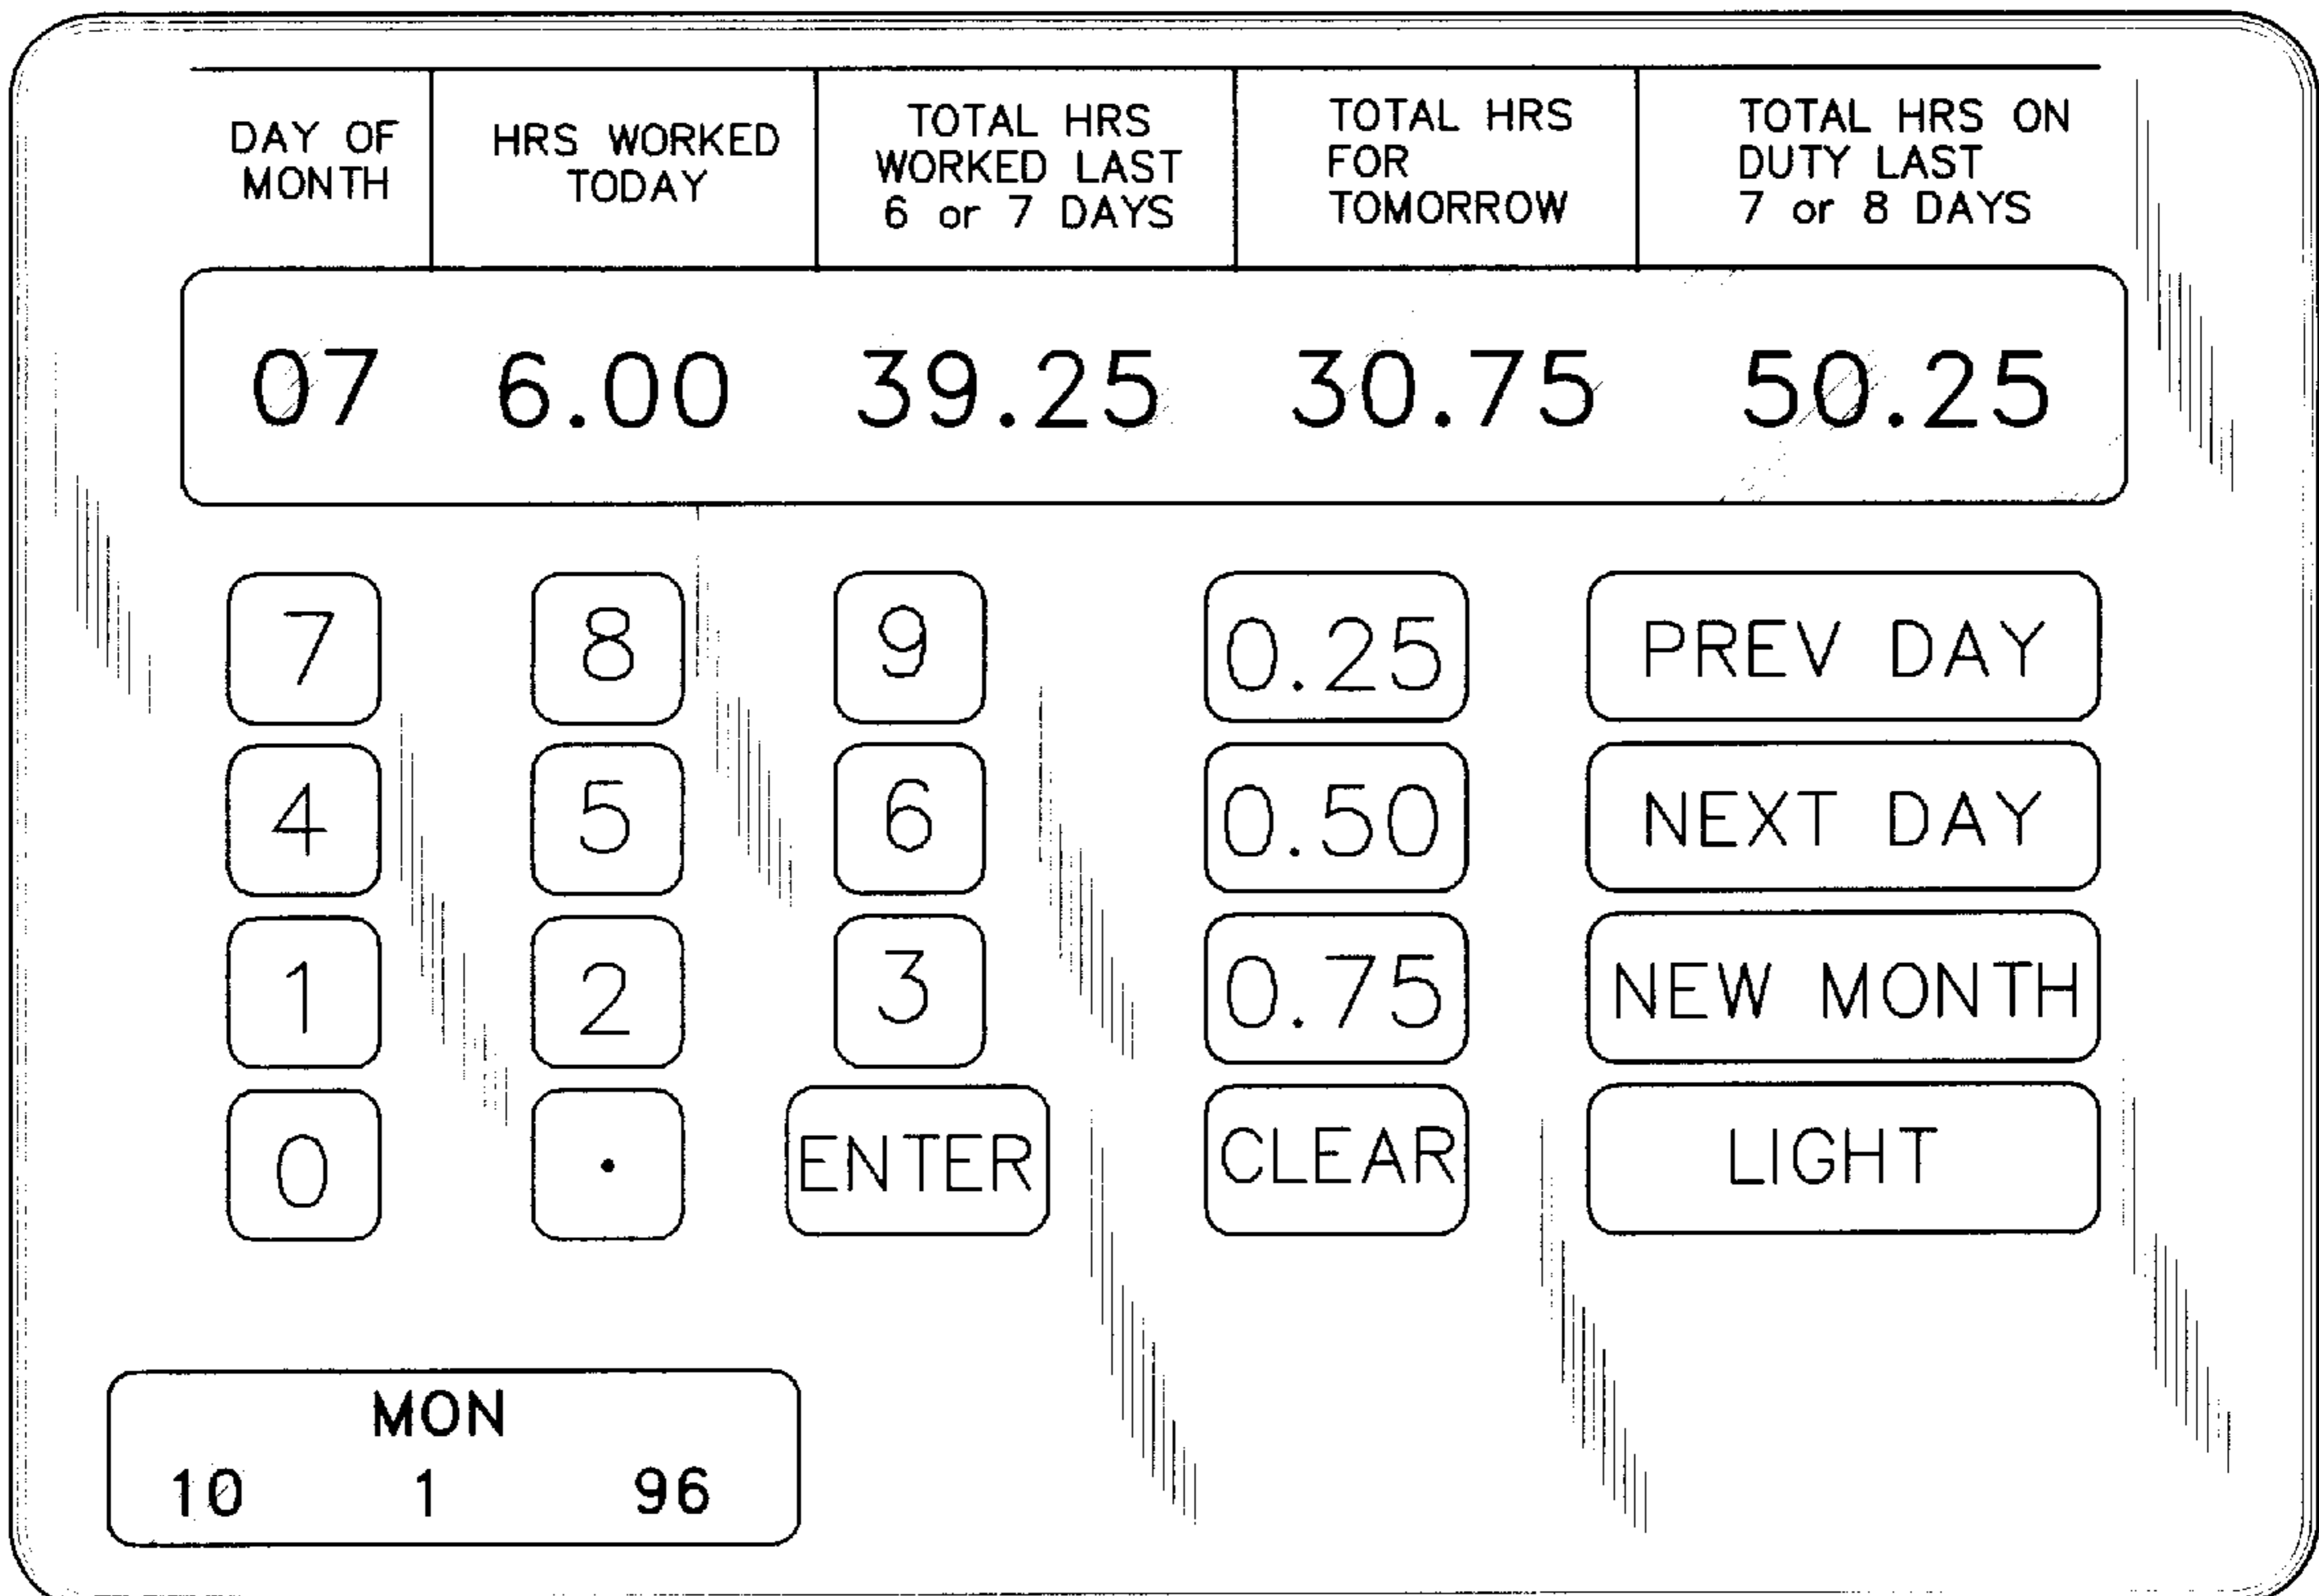 DAY OF
MONTH
HRS WORKED
TODAY
TOTAL HRS
WORKED LAST
6 or 7 DAYS
TOTAL HRS
FOR
TOMORROW
TOTAL HRS ON
DUTY LAST
7 or 8 DAYS
07 6.00 39.25 30.75 50.25
7 8 9 0.25 PREV DAY
4 5 6 0.50 NEXT DAY
1 2 3 0.75 NEW MONTH
0 . ENTER CLEAR LIGHT
MON
10 1 96